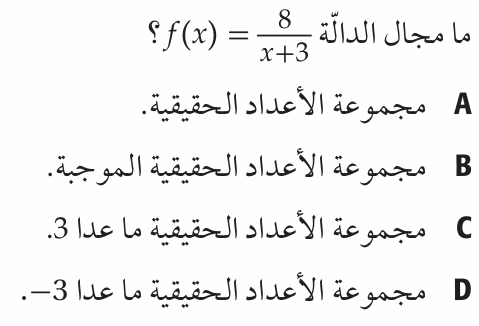 ما مجال الدالّة f(x) = 8/(x+3) ؟
A مجموعة الأعداد الحقيقية.
B مجموعة الأعداد الحقيقية الموجبة.
C مجموعة الأعداد الحقيقية ما عدا 3.
D مجموعة الأعداد الحقيقية ما عدا 3−.